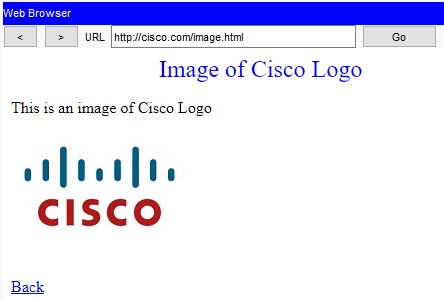 Web Browser
< > URL http://cisco.com/image.html Go
Image of Cisco Logo
This is an image of Cisco Logo
CISCO
Back